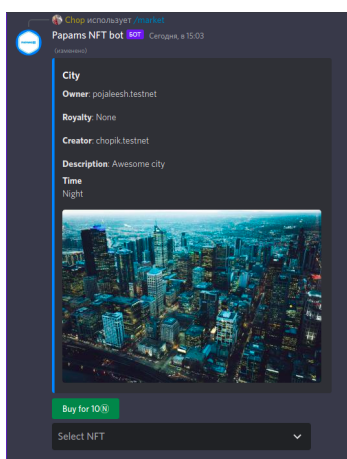 Chop использует /market
Papams NFT bot БОТ Сегодня, в 15:03
(изменено)
City
Owner: pojaleesh.testnet
Royalty: None
Creator: chopik.testnet
Description: Awesome city
Time
Night
Buy for 10 Ⓝ
Select NFT